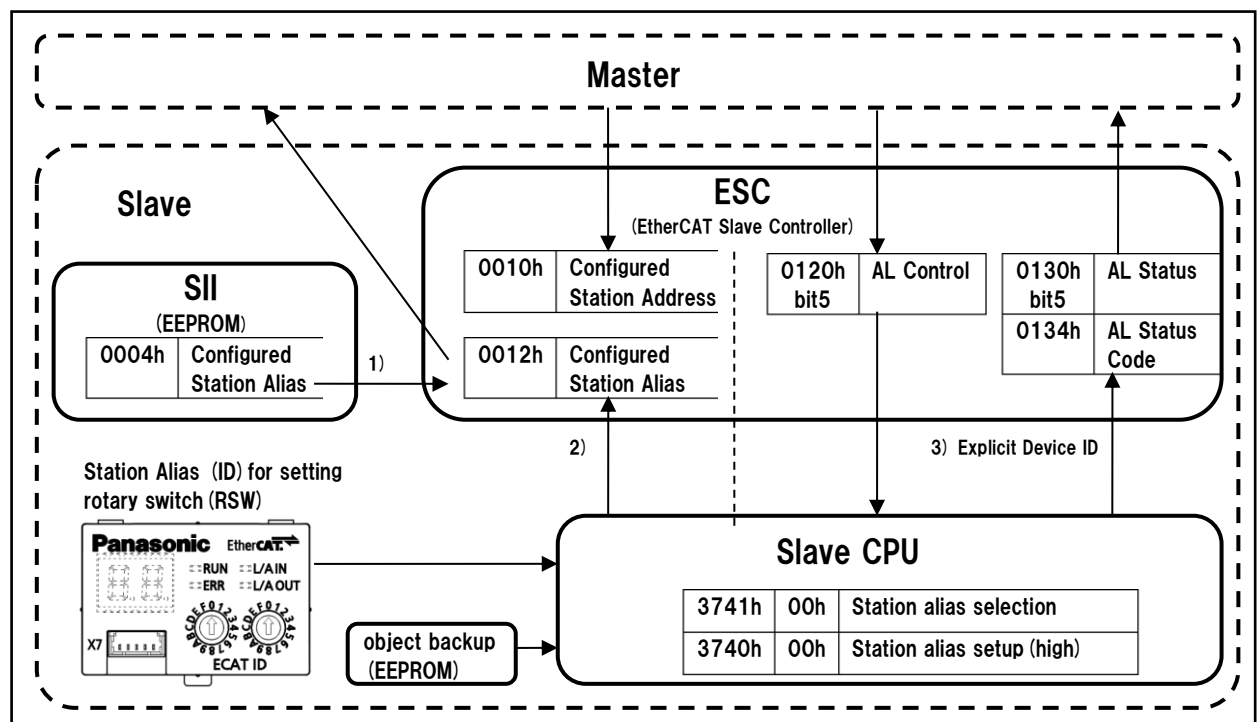 Master
Slave
ESC
(EtherCAT Slave Controller)
0010h Configured
Station Address
0120h AL Control
bit5
0130h AL Status
bit5
0134h AL Status
Code
SII
(EEPROM)
0004h Configured
Station Alias
1)
0012h Configured
Station Alias
2)
3) Explicit Device ID
Station Alias (ID) for setting
rotary switch (RSW)
Panasonic EtherCAT.
RUN L/A IN
ERR L/A OUT
0123456789ABCDEF
0123456789ABCDEF
X7
ECAT ID
object backup
(EEPROM)
Slave CPU
3741h 00h Station alias selection
3740h 00h Station alias setup (high)